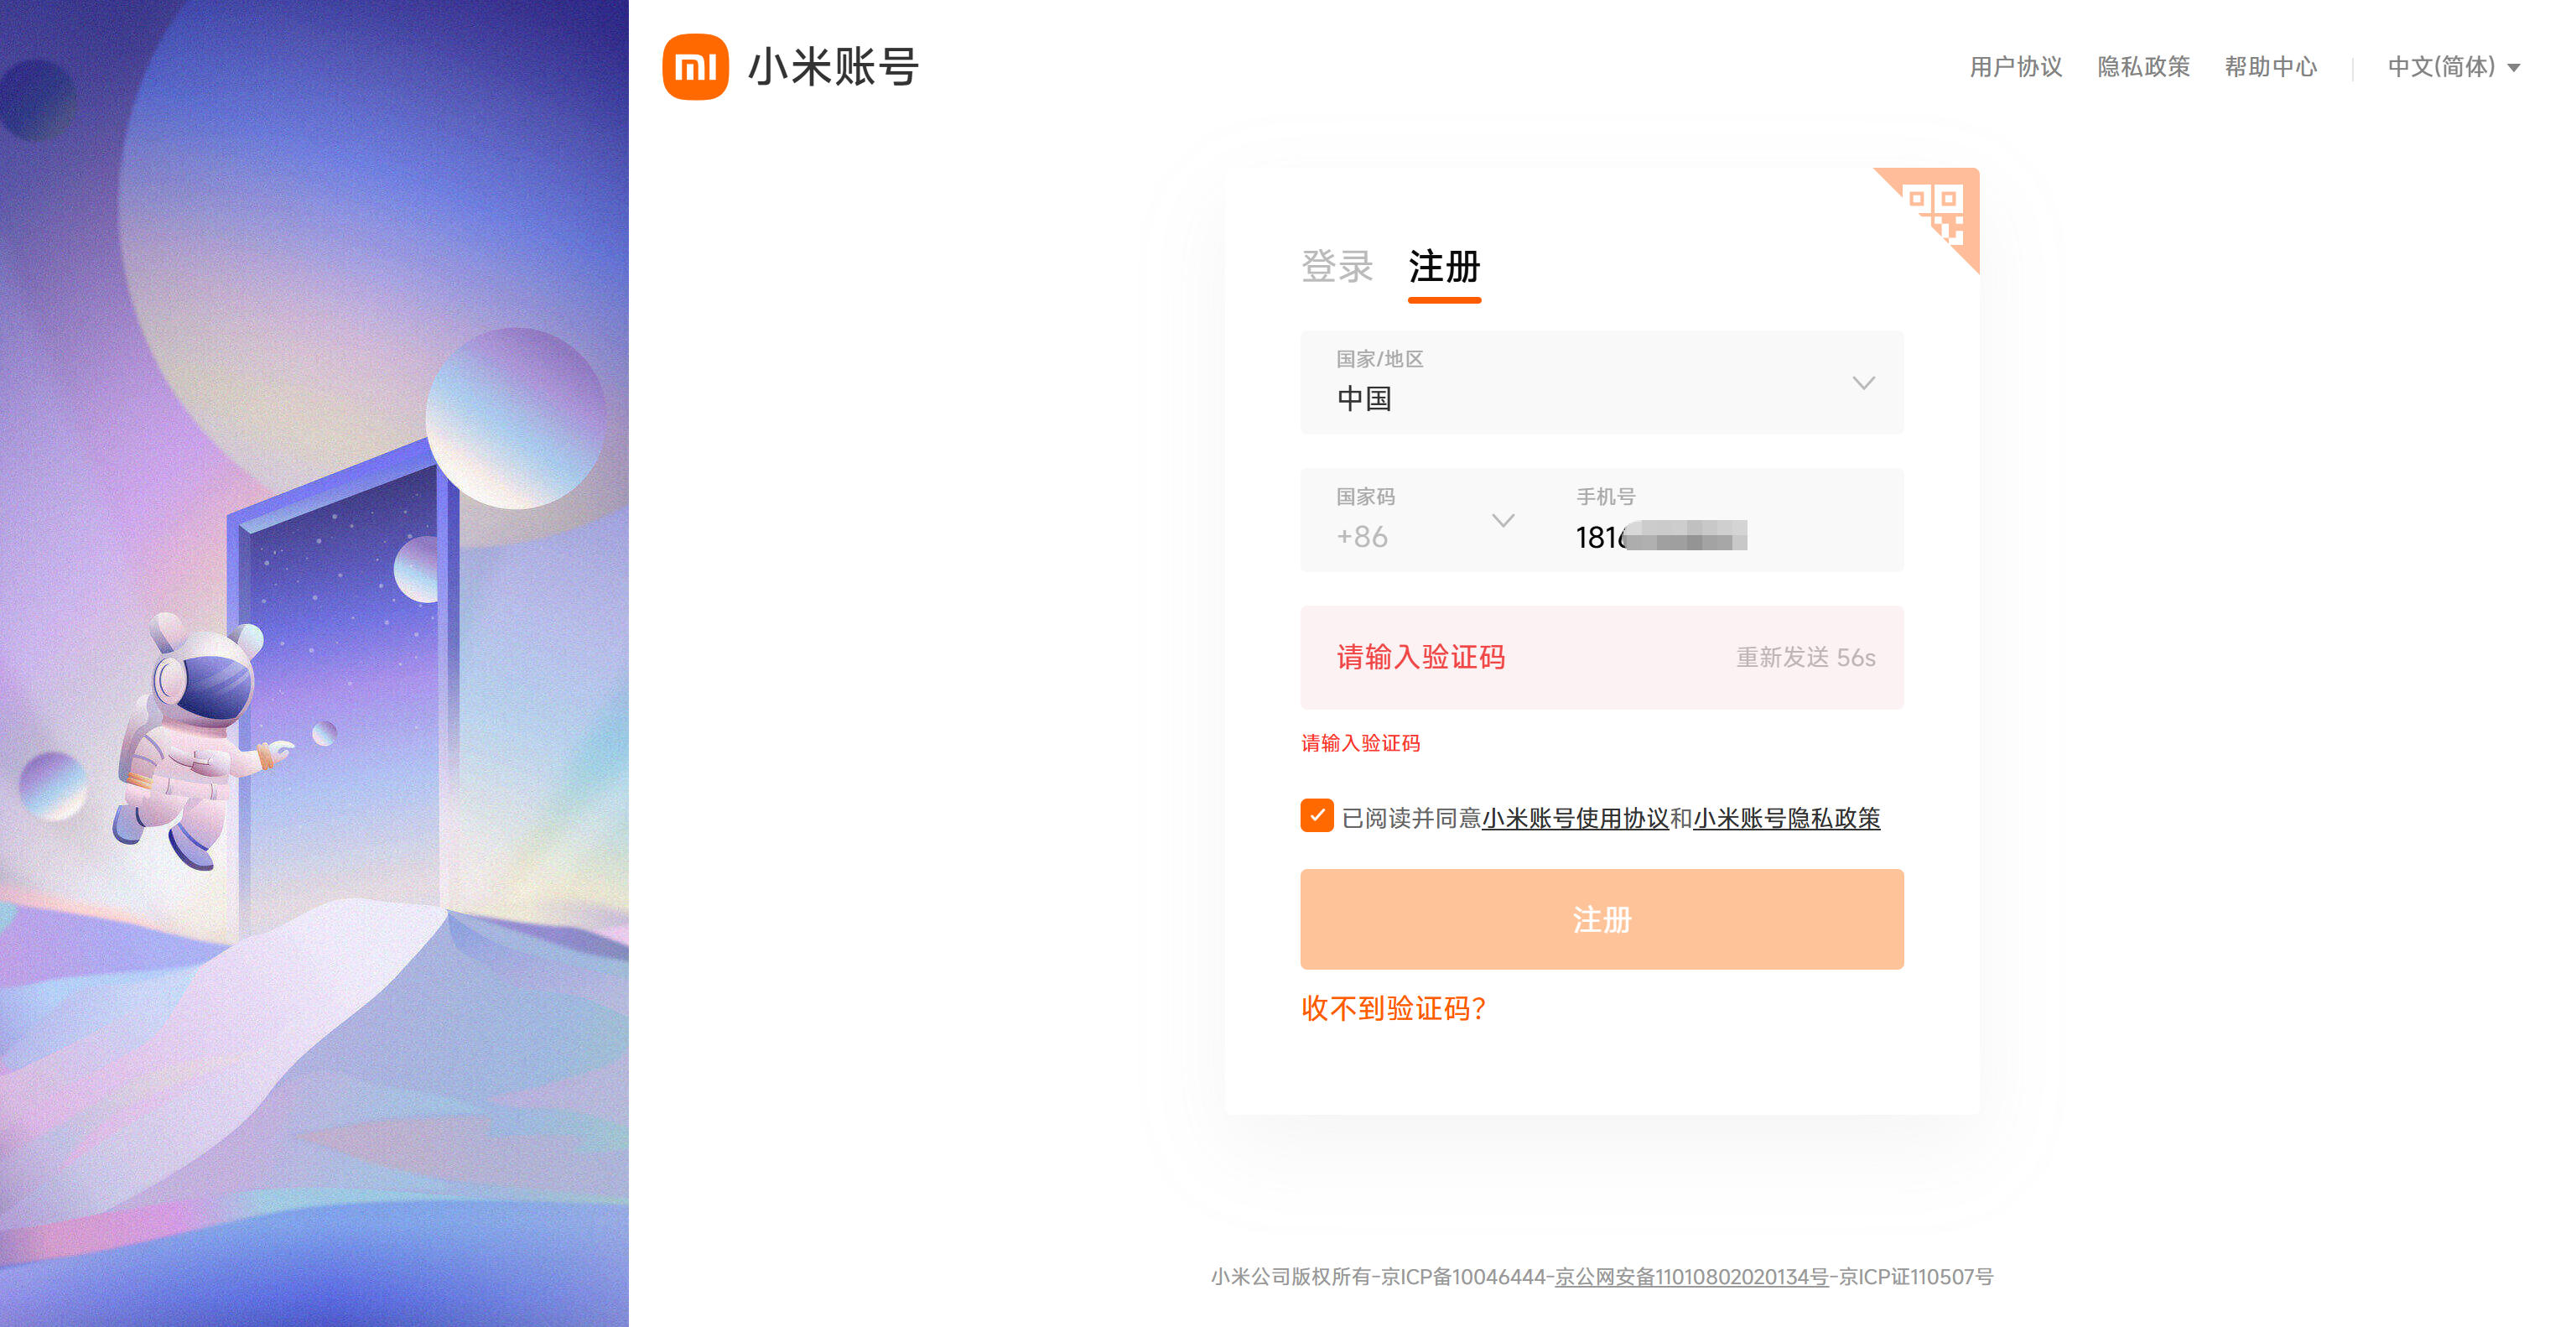 小米账号
用户协议 隐私政策 帮助中心 中文(简体)
登录 注册
国家/地区
中国
国家码 手机号
+86 181
请输入验证码 重新发送 56s
请输入验证码
已阅读并同意小米账号使用协议和小米账号隐私政策
注册
收不到验证码？
小米公司版权所有-京ICP备10046444-京公网安备11010802020134号-京ICP证110507号